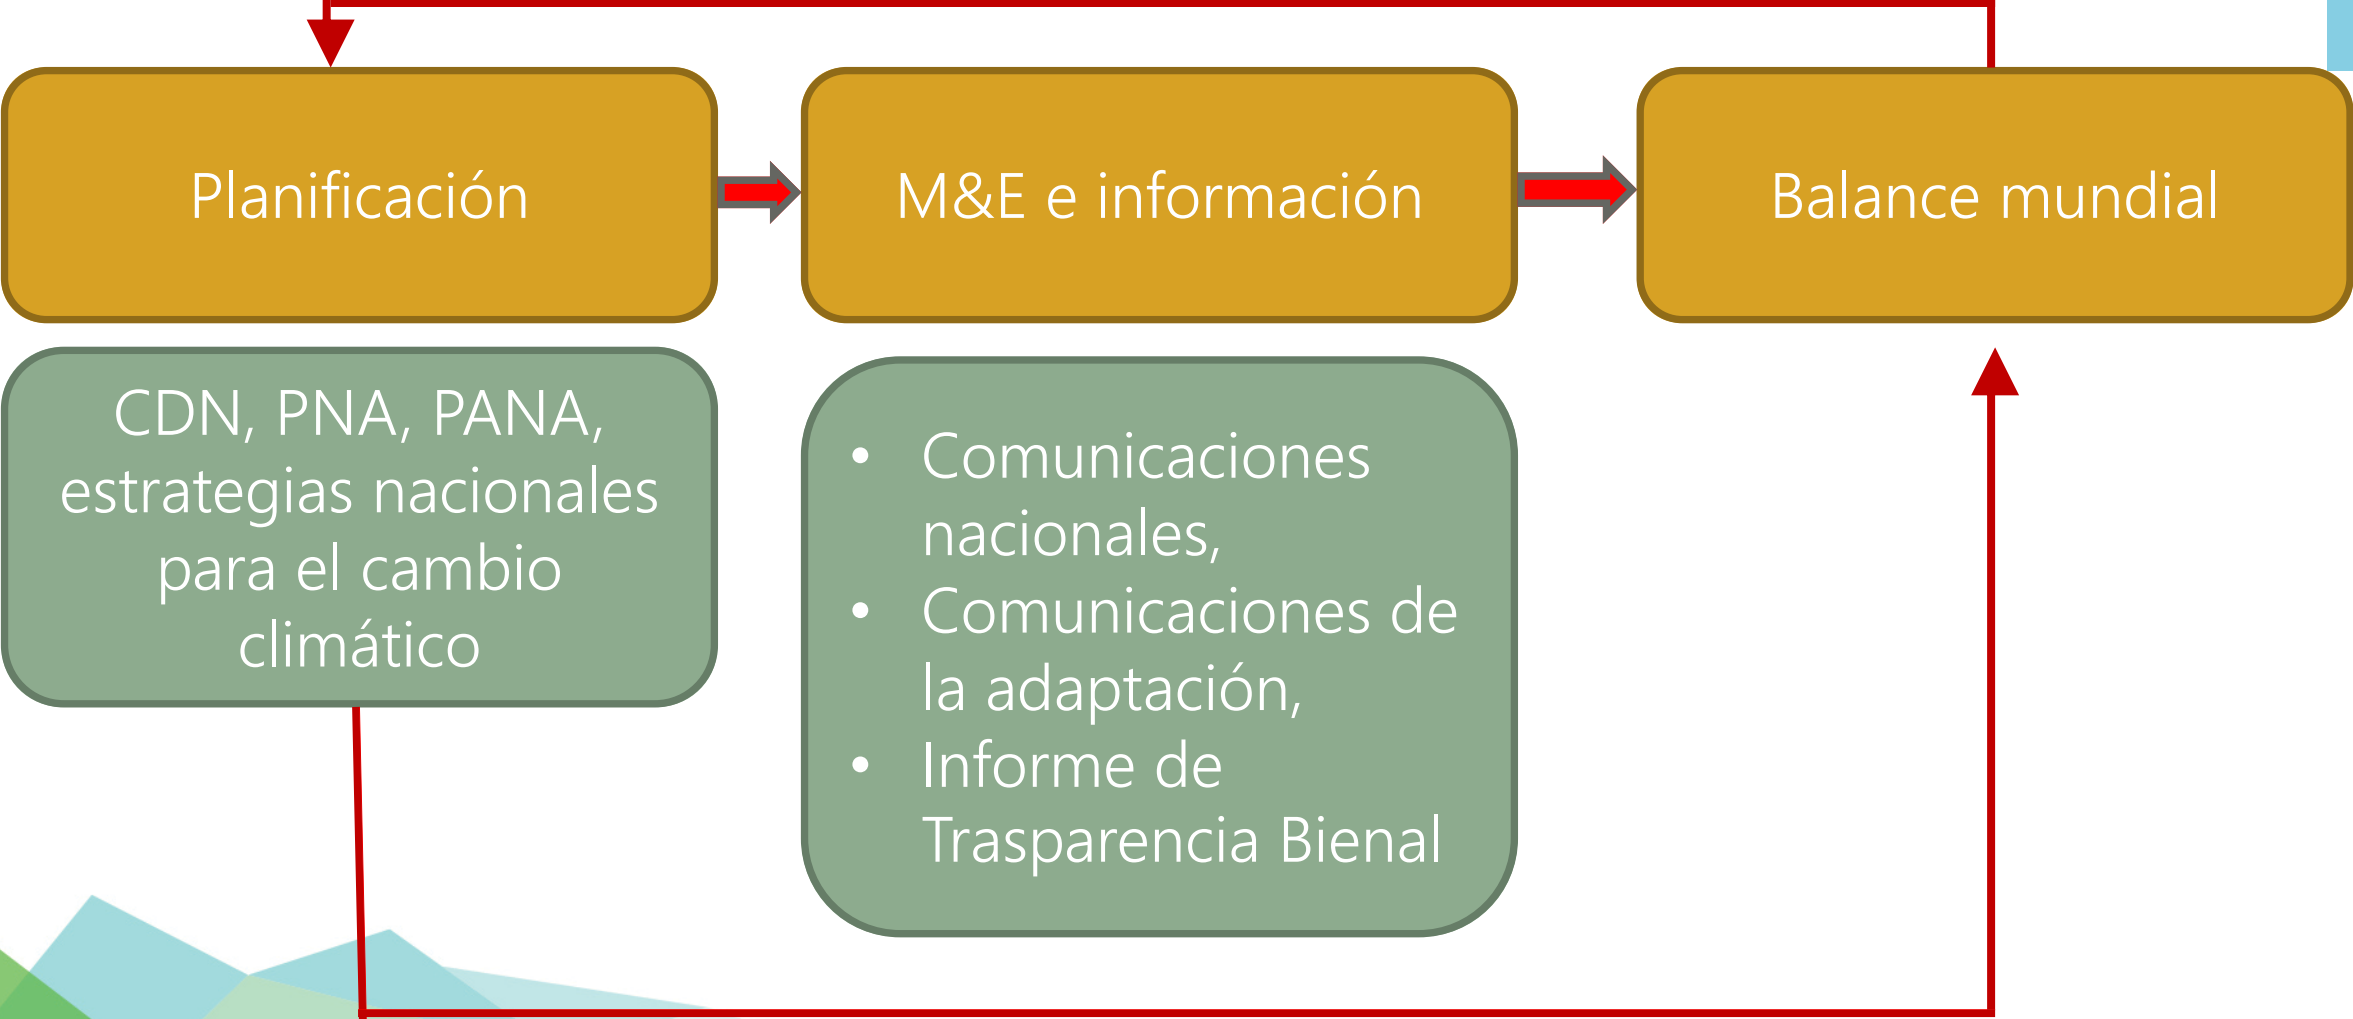 Planificación
M&E e información
Balance mundial
CDN, PNA, PANA,
estrategias nacionales
para el cambio
climático
• Comunicaciones
nacionales,
• Comunicaciones de
la adaptación,
• Informe de
Trasparencia Bienal